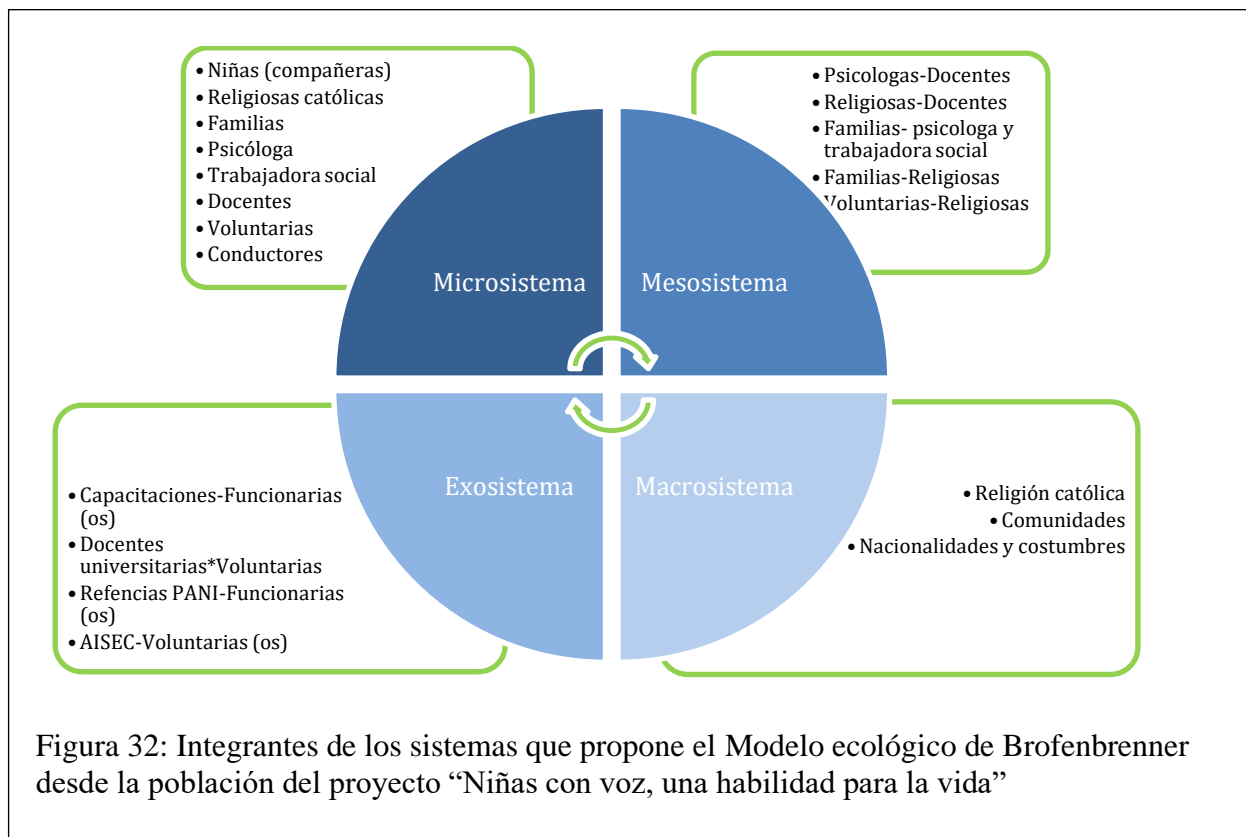 • Niñas (compañeras)
• Religiosas católicas
• Familias
• Psicóloga
• Trabajadora social
• Docentes
• Voluntarias
• Conductores
• Psicologas-Docentes
• Religiosas-Docentes
• Familias- psicologa y
trabajadora social
• Familias-Religiosas
Voluntarias-Religiosas
Microsistema
Mesosistema
Exosistema
Macrosistema
• Capacitaciones-Funcionarias
(os)
• Docentes
universitarias*Voluntarias
• Refencias PANI-Funcionarias
(os)
• AISEC-Voluntarias (os)
• Religión católica
• Comunidades
• Nacionalidades y costumbres
Figura 32: Integrantes de los sistemas que propone el Modelo ecológico de Brofenbrenner
desde la población del proyecto “Niñas con voz, una habilidad para la vida”